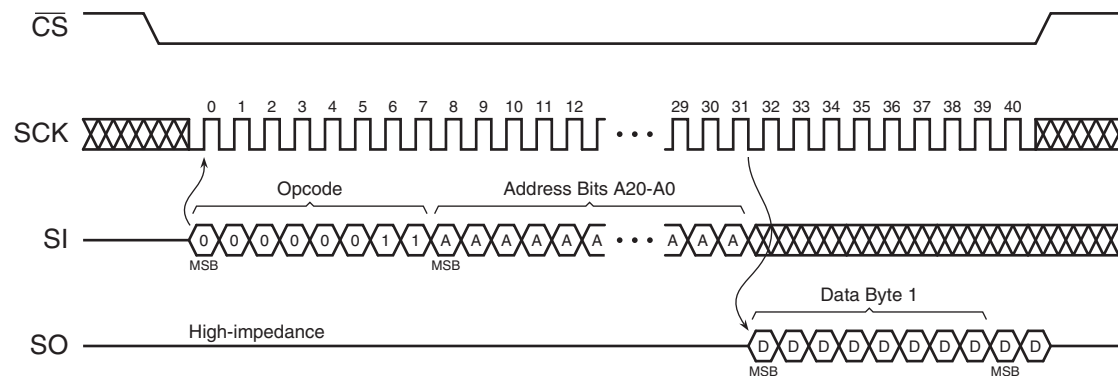 CS
SCK
0 1 2 3 4 5 6 7 8 9 10 11 12 29 30 31 32 33 34 35 36 37 38 39 40
Opcode Address Bits A20-A0
SI
0 0 0 0 0 0 1 1 A A A A A A A A A
MSB MSB
Data Byte 1
High-impedance
SO
D D D D D D D D D D
MSB MSB